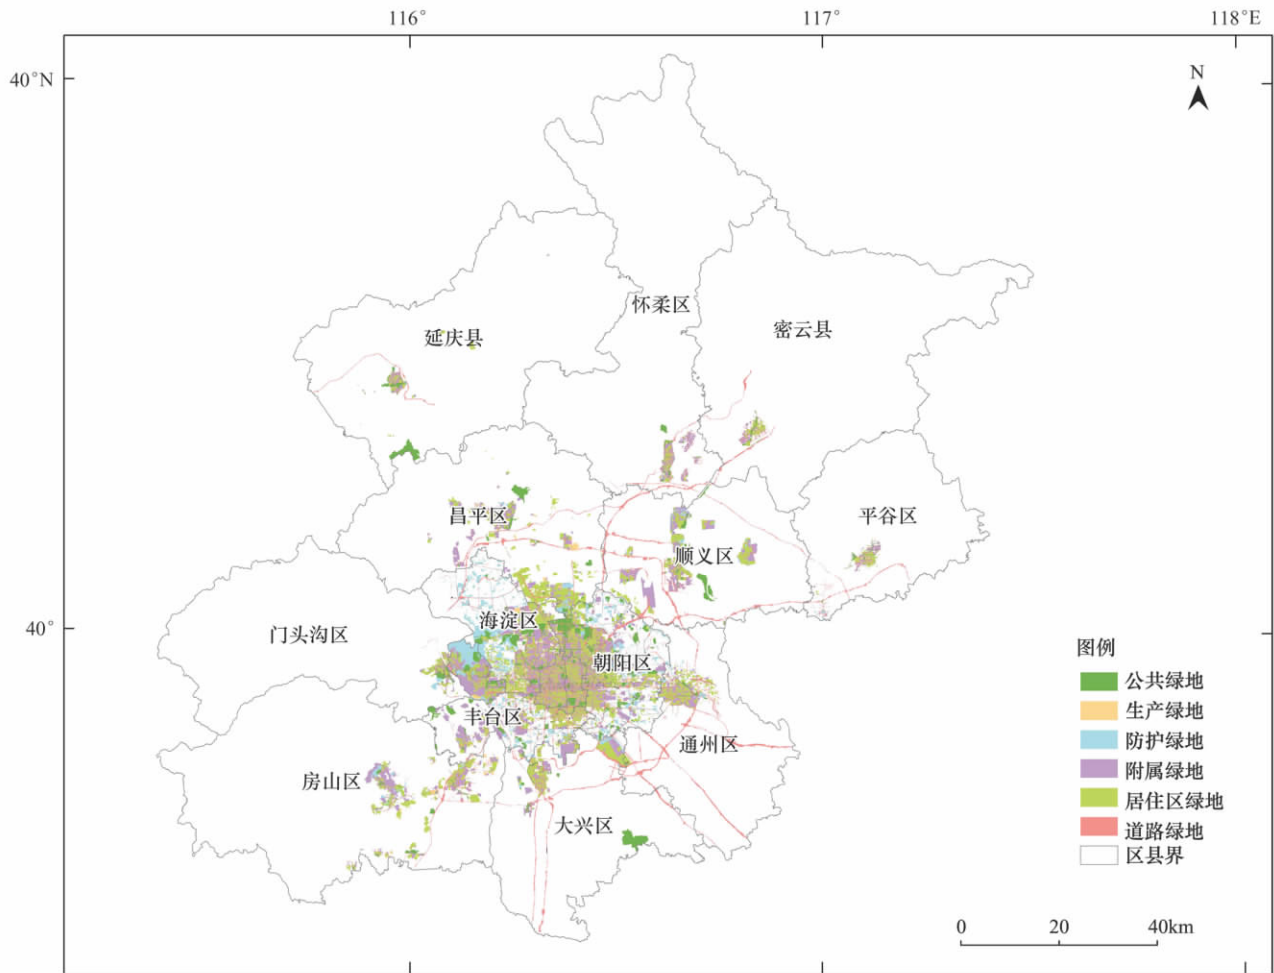 116°
117°
118°E
40°N
N
怀柔区
密云县
延庆县
昌平区
平谷区
顺义区
海淀区
门头沟区
40°
朝阳区
丰台区
通州区
房山区
大兴区
图例
公共绿地
生产绿地
防护绿地
附属绿地
居住区绿地
道路绿地
区县界
0 20 40km